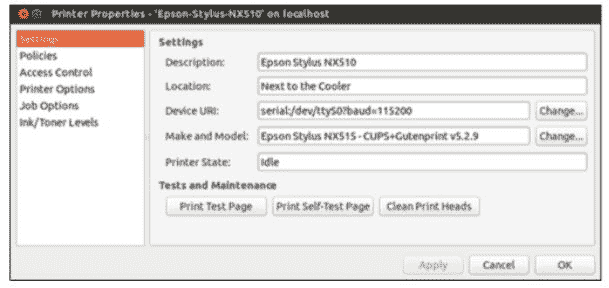 Printer Properties - 'Epson-Stylus-NX510' on localhost
Settings
Policies
Access Control
Printer Options
Job Options
Ink/Toner Levels
Settings
Description: Epson Stylus NX510
Location: Next to the Cooler
Device URI: serial:/dev/ttyS0?baud=115200 Change...
Make and Model: Epson Stylus NX515 - CUPS+Gutenprint v5.2.9 Change...
Printer State: Idle
Tests and Maintenance
Print Test Page Print Self-Test Page Clean Print Heads
Apply Cancel OK